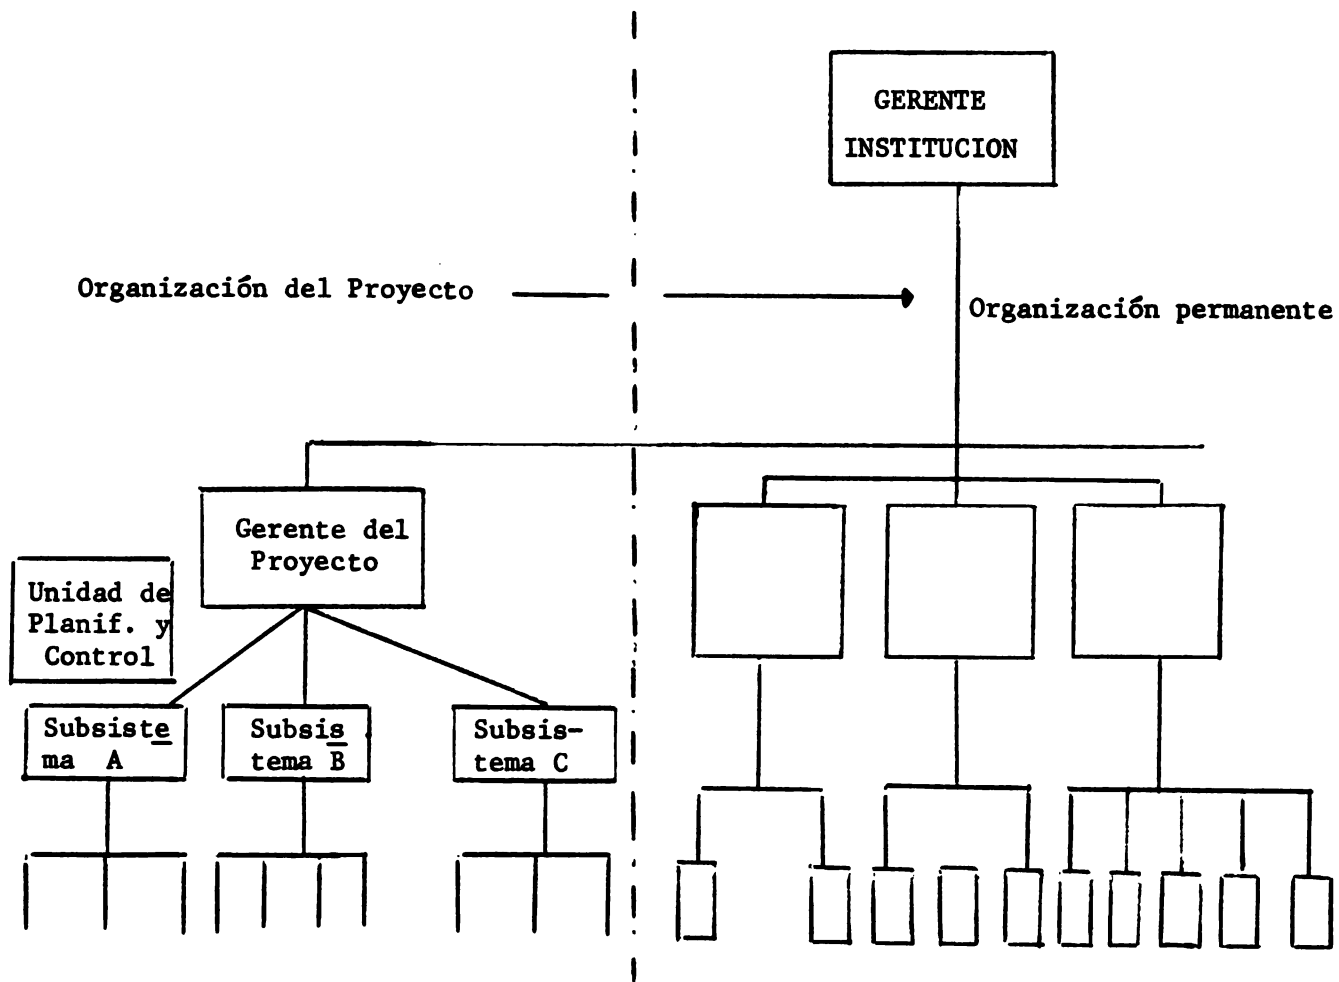 GERENTE
INSTITUCION
Organización del Proyecto
Organización permanente
Gerente del
Proyecto
Unidad de
Planif. y
Control
Subsiste
ma A
Subsis
tema B
Subsis-
tema C